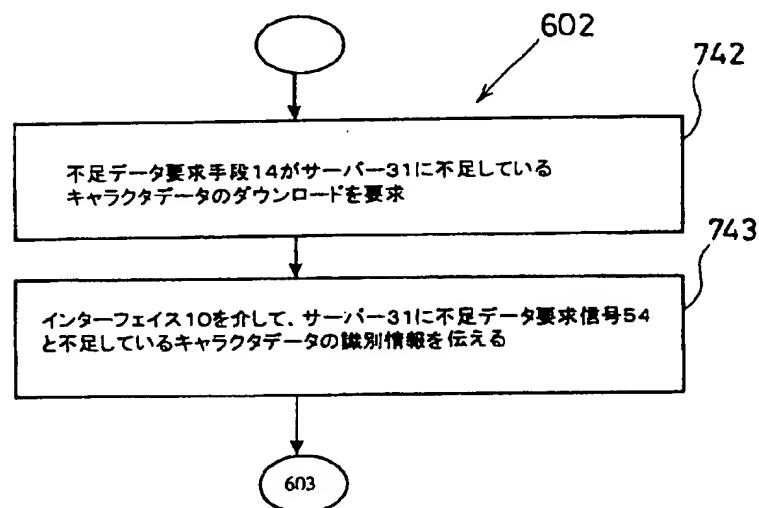 602
742
不足データ要求手段14がサーバー31に不足している
キャラクタデータのダウンロードを要求
743
インターフェイス10を介して、サーバー31に不足データ要求信号54
と不足しているキャラクタデータの識別情報を伝える
603